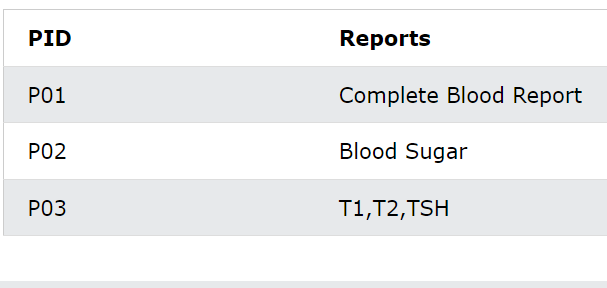 PID Reports
P01 Complete Blood Report
P02 Blood Sugar
P03 T1,T2,TSH